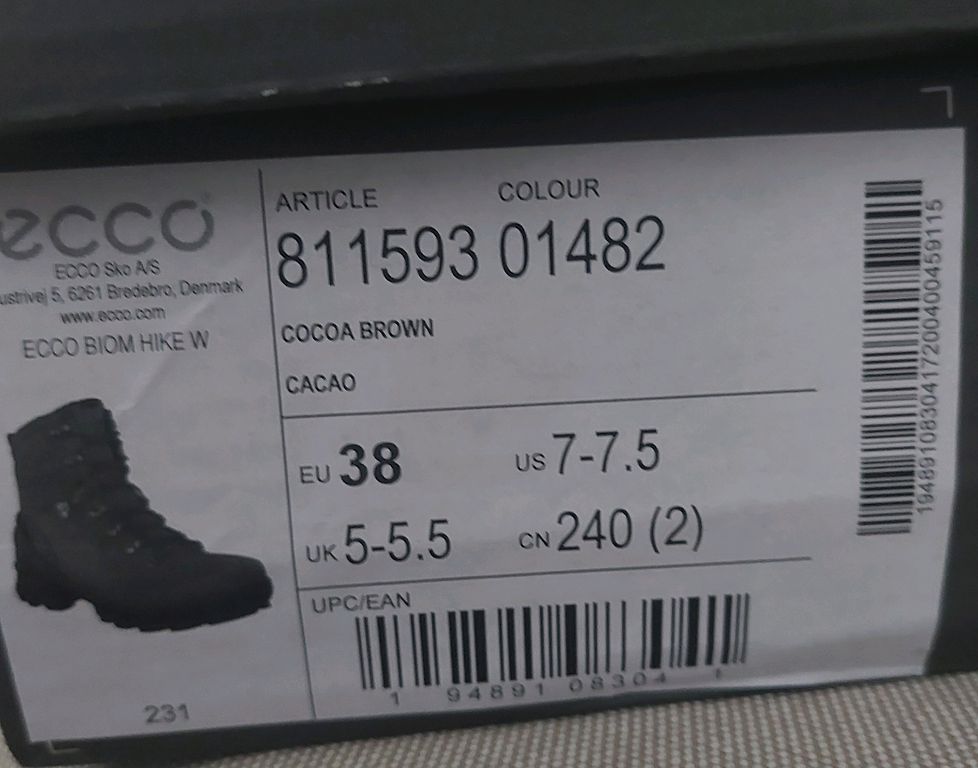 ecco
ECCO Sko A/S
ustrivej 5, 6261 Bredebro, Denmark
www.ecco.com
ECCO BIOM HIKE W
231
ARTICLE COLOUR
811593 01482
COCOA BROWN
CACAO
EU 38 US 7-7.5
UK 5-5.5 CN 240 (2)
UPC/EAN
1 94891 08304 1
194891083041720040045911​5